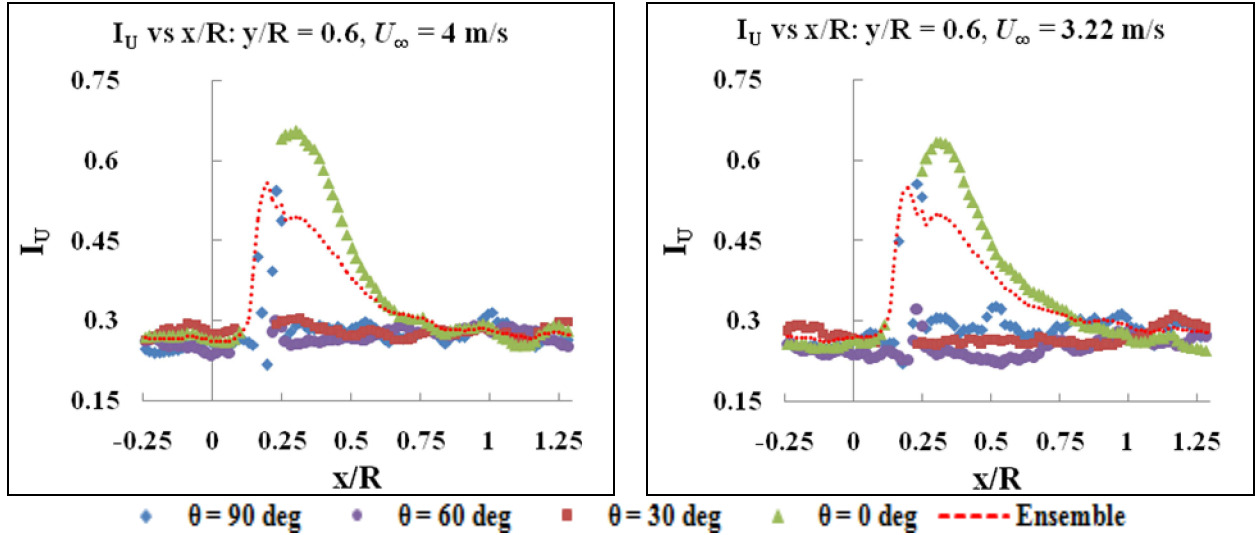 I_U vs x/R: y/R = 0.6, U_∞ = 4 m/s
0.75
0.6
0.45
0.3
0.15
I_U
-0.25 0 0.25 0.5 0.75 1 1.25
x/R
I_U vs x/R: y/R = 0.6, U_∞ = 3.22 m/s
0.75
0.6
0.45
0.3
0.15
I_U
-0.25 0 0.25 0.5 0.75 1 1.25
x/R
θ = 90 deg θ = 60 deg θ = 30 deg θ = 0 deg Ensemble